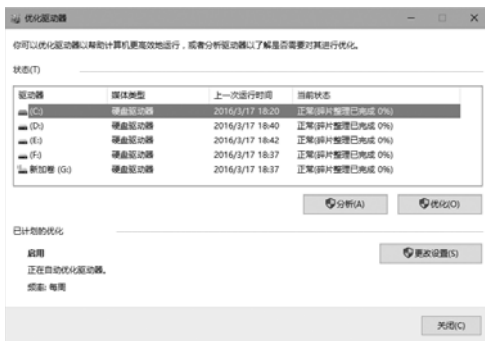 优化驱动器
你可以优化驱动器以帮助计算机更高效地运行，或者分析驱动器以了解是否需要对其进行优化。
状态(T)
驱动器 媒体类型 上一次运行时间 当前状态
(C:) 硬盘驱动器 2016/3/17 18:20 正常(碎片整理已完成 0%)
(D:) 硬盘驱动器 2016/3/17 18:40 正常(碎片整理已完成 0%)
(E:) 硬盘驱动器 2016/3/17 18:42 正常(碎片整理已完成 0%)
(F:) 硬盘驱动器 2016/3/17 18:37 正常(碎片整理已完成 0%)
新加卷 (G:) 硬盘驱动器 2016/3/17 18:37 正常(碎片整理已完成 0%)
分析(A) 优化(O)
已计划的优化
启用 更改设置(S)
正在自动优化驱动器。
频率: 每周
关闭(C)